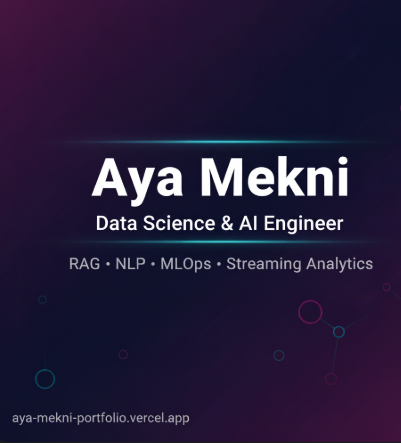 Aya Mekni
Data Science & AI Engineer
RAG • NLP • MLOps • Streaming Analytics
aya-mekni-portfolio.vercel.app